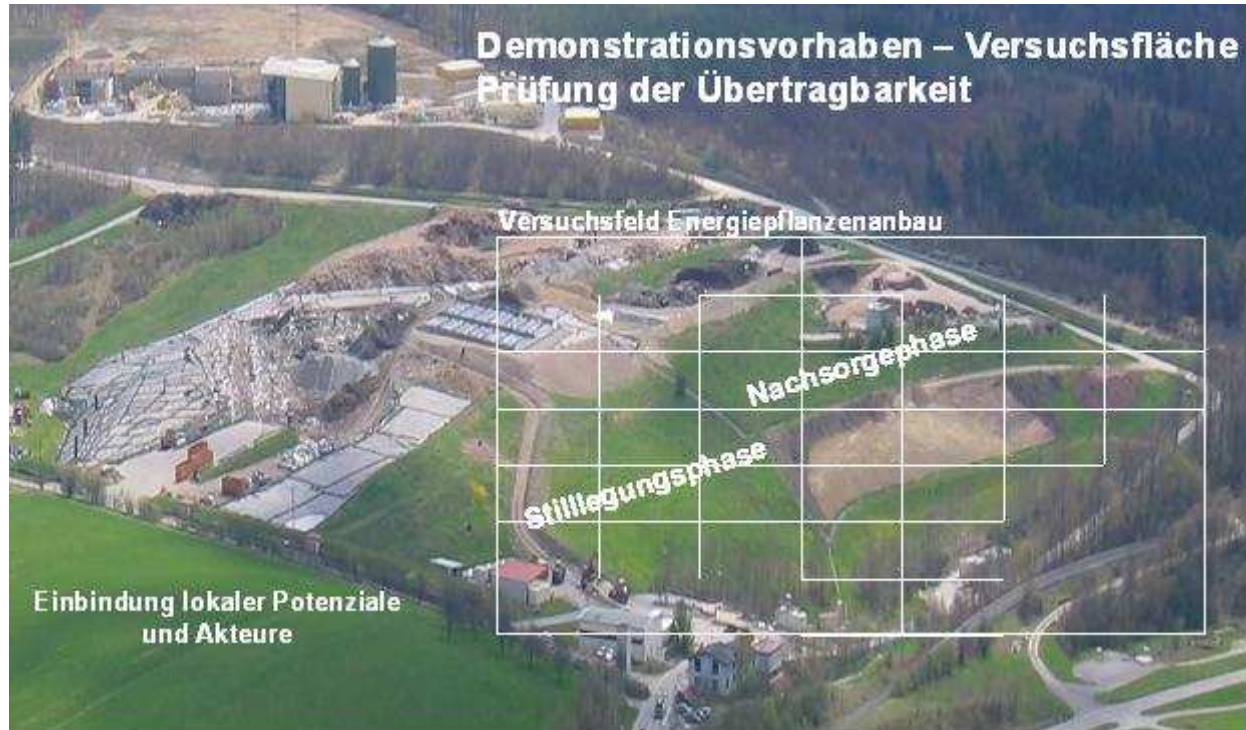 Demonstrationsvorhaben – Versuchsfläche
Prüfung der Übertragbarkeit
Versuchsfeld Energiepflanzenanbau
Nachsorgephase
Stilllegungsphase
Einbindung lokaler Potenziale
und Akteure